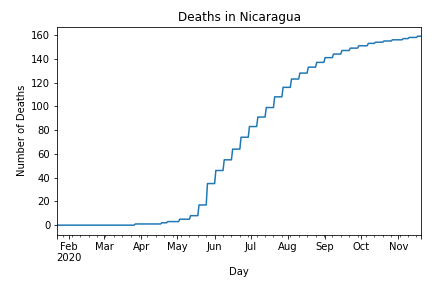 Deaths in Nicaragua
160
140
120
100
80
60
40
20
0
Number of Deaths
Feb Mar Apr May Jun Jul Aug Sep Oct Nov
2020
Day